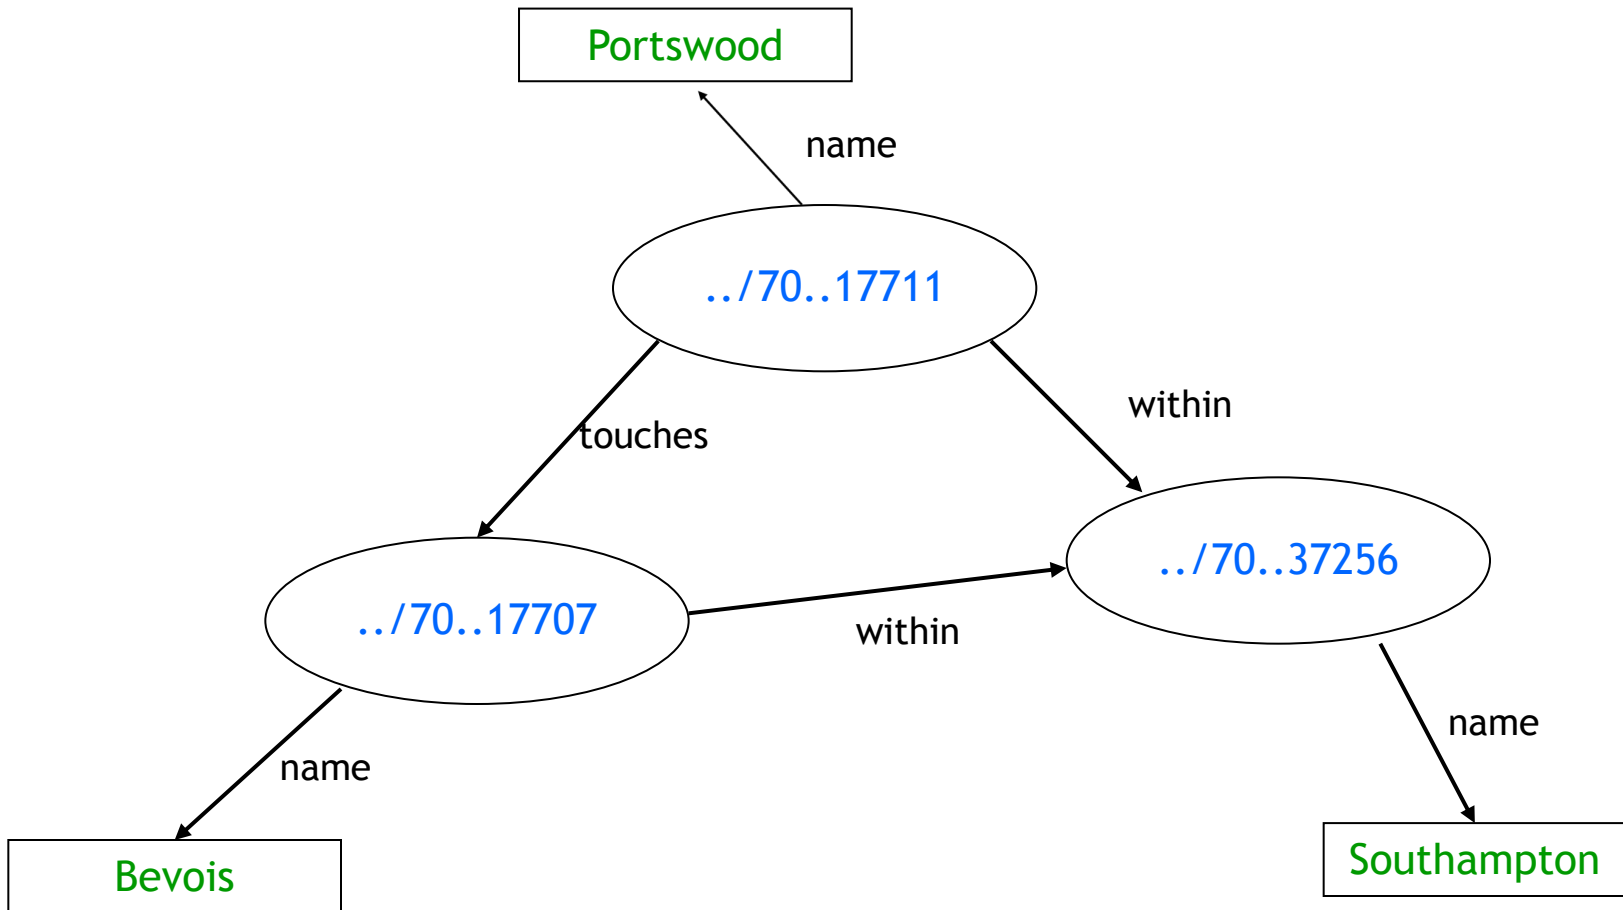 Portswood
name
../70..17711
within
touches
../70..37256
../70..17707
within
name
name
Southampton
Bevois